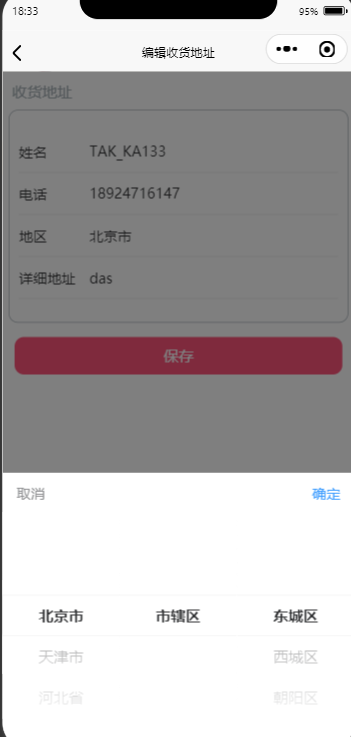 18:33 95%
编辑收货地址
收货地址
姓名 TAK_KA133
电话 18924716147
地区 北京市
详细地址 das
保存
取消 确定
北京市 市辖区 东城区
天津市 西城区
河北省 朝阳区